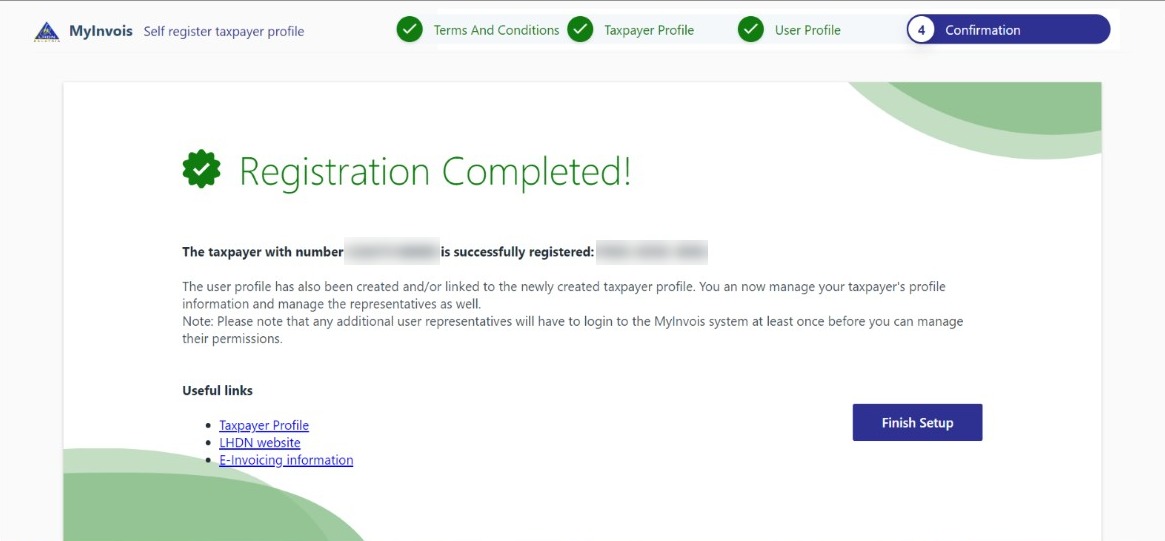 MyInvois Self register taxpayer profile
Terms And Conditions
Taxpayer Profile
User Profile
4 Confirmation
Registration Completed!
The taxpayer with number is successfully registered:
The user profile has also been created and/or linked to the newly created taxpayer profile. You an now manage your taxpayer's profile
information and manage the representatives as well.
Note: Please note that any additional user representatives will have to login to the MyInvois system at least once before you can manage
their permissions.
Useful links
Taxpayer Profile
LHDN website
E-Invoicing information
Finish Setup